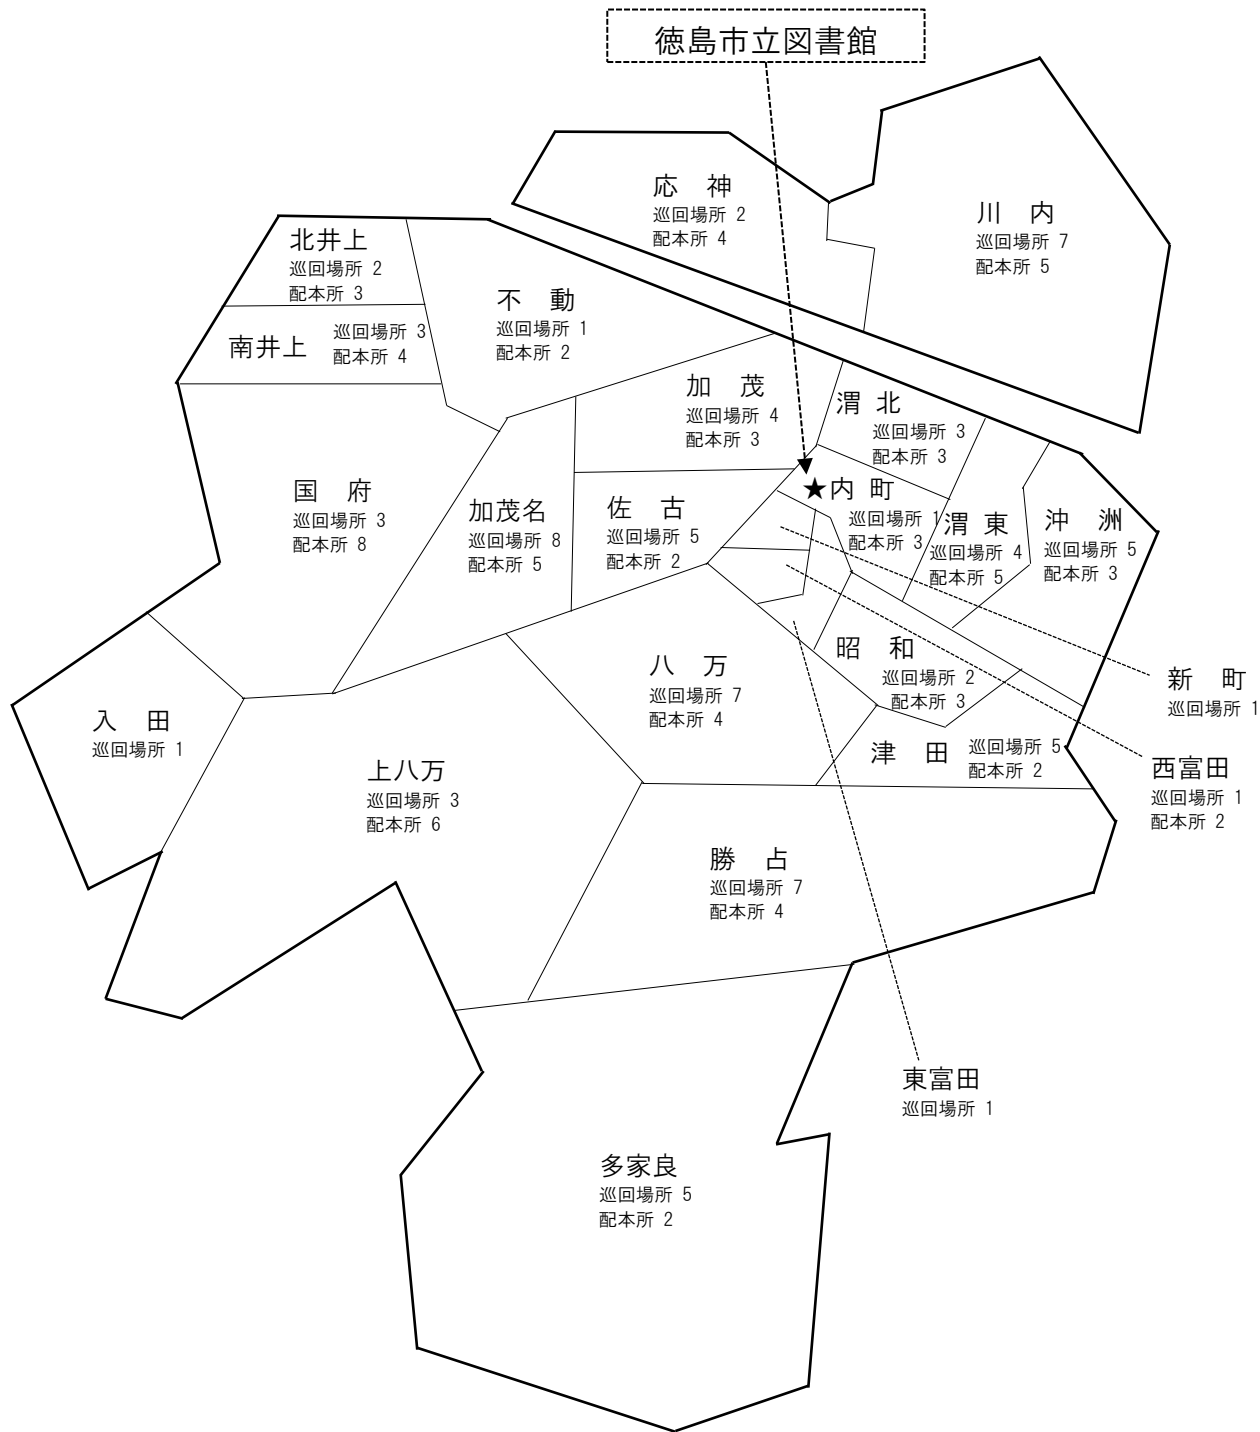 徳島市立図書館
応　神
巡回場所 2
配本所 4
川　内
巡回場所 7
配本所 5
北井上
巡回場所 2
配本所 3
不　動
巡回場所 1
配本所 2
南井上
巡回場所 3
配本所 4
加　茂
巡回場所 4
配本所 3
渭 北
巡回場所 3
配本所 3
国　府
巡回場所 3
配本所 8
加茂名
巡回場所 8
配本所 5
佐　古
巡回場所 5
配本所 2
★内 町
巡回場所 1
配本所 3
渭 東
巡回場所 4
配本所 5
沖　洲
巡回場所 5
配本所 3
新　町
巡回場所 1
昭　和
巡回場所 2
配本所 3
八　万
巡回場所 7
配本所 4
入　田
巡回場所 1
津　田
巡回場所 5
配本所 2
西富田
巡回場所 1
配本所 2
上八万
巡回場所 3
配本所 6
勝　占
巡回場所 7
配本所 4
東富田
巡回場所 1
多家良
巡回場所 5
配本所 2